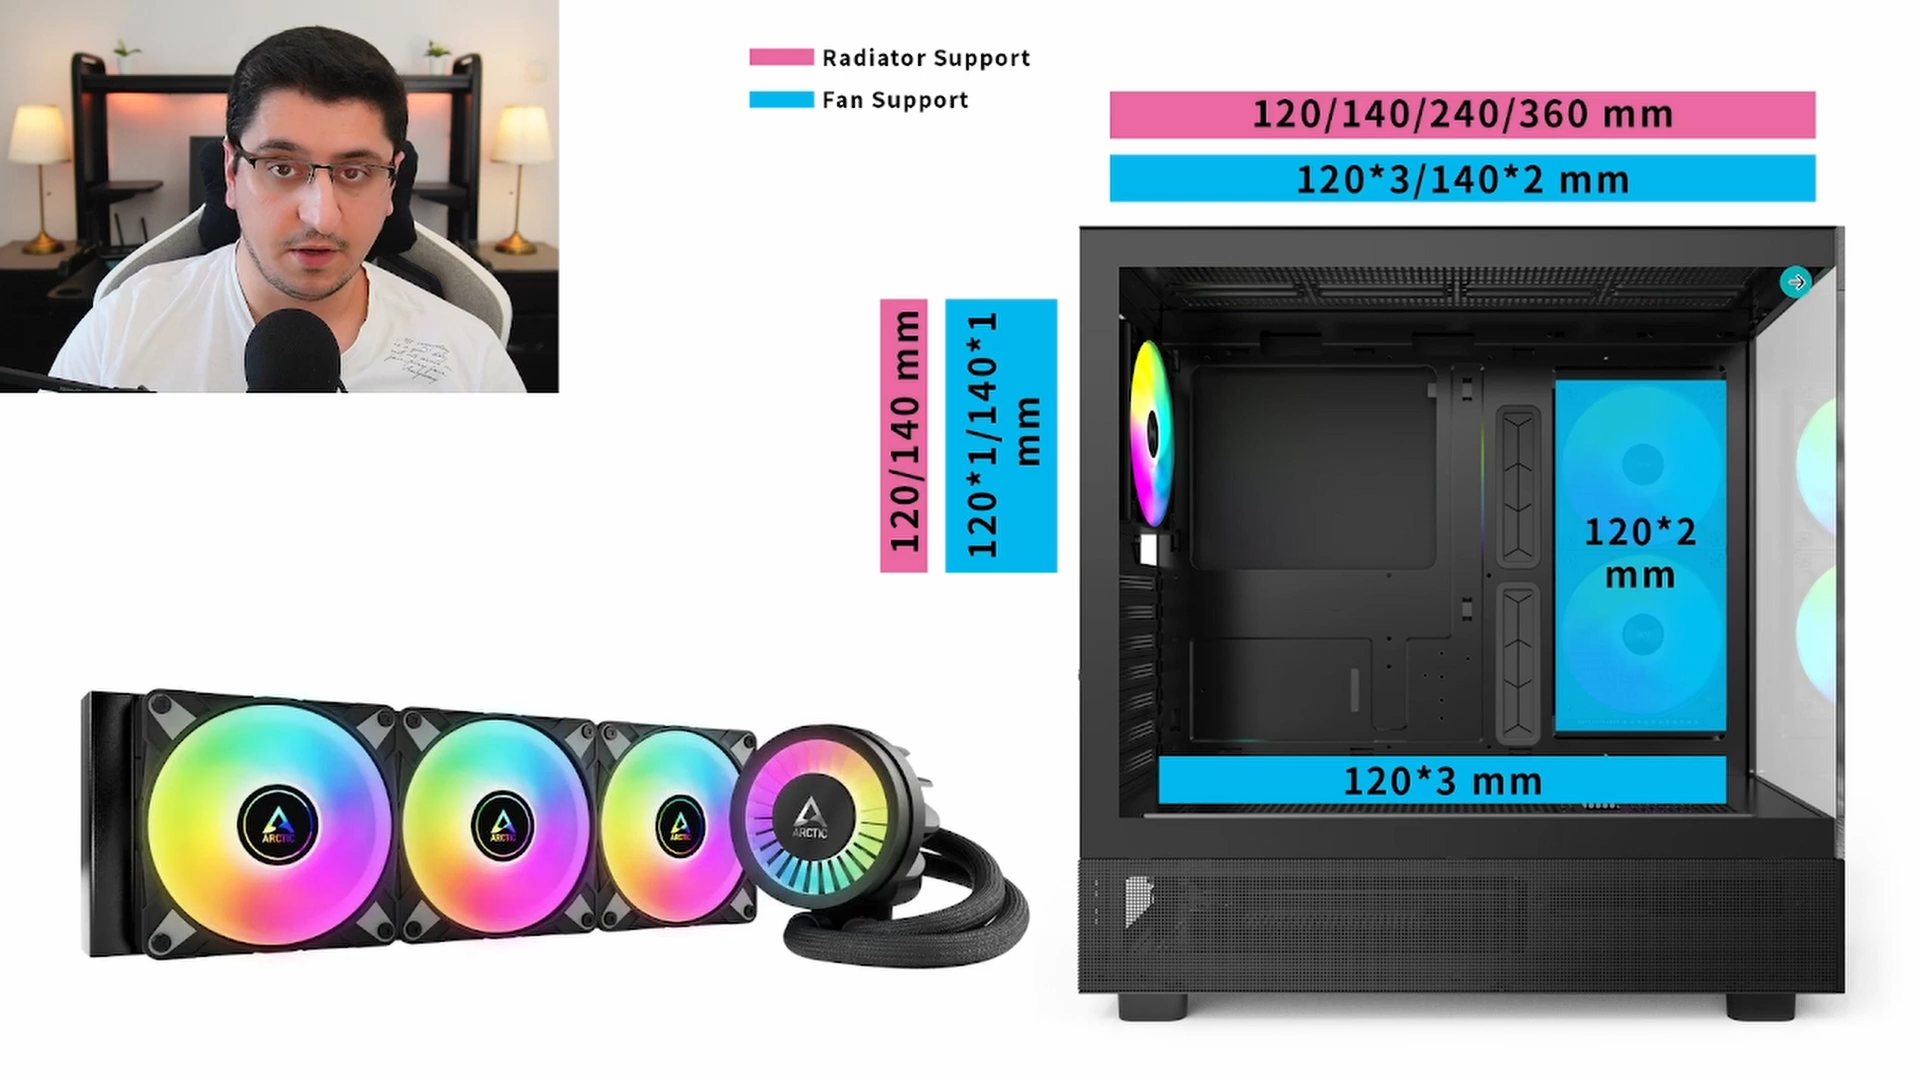 Radiator Support
Fan Support
120/140/240/360 mm
120*3/140*2 mm
120/140 mm
120*1/140*1
mm
120*2
mm
120*3 mm
ARCTIC
ARCTIC
ARCTIC
ARCTIC